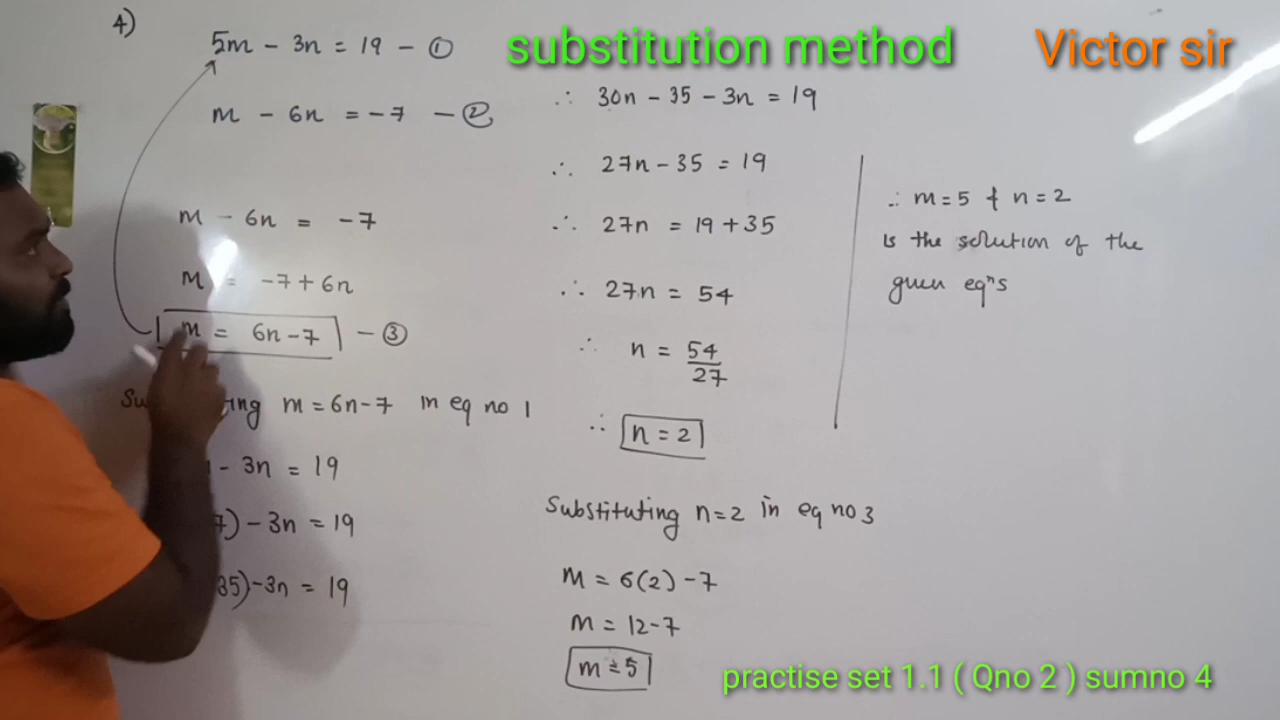 4)
5m - 3n = 19 - ①
m - 6n = -7 - ②
m - 6n = -7
m = -7 + 6n
m = 6n - 7 - ③
ing m = 6n - 7 in eq no 1
- 3n = 19
7) - 3n = 19
35) - 3n = 19
substitution method
Victor sir
∴ 30n - 35 - 3n = 19
∴ 27n - 35 = 19
∴ 27n = 19 + 35
∴ 27n = 54
∴ n = 54/27
∴ n = 2
Substituting n = 2 in eq no 3
m = 6(2) - 7
m = 12 - 7
m = 5
∴ m = 5 & n = 2
is the solution of the
given eqⁿs
practise set 1.1 ( Qno 2 ) sumno 4